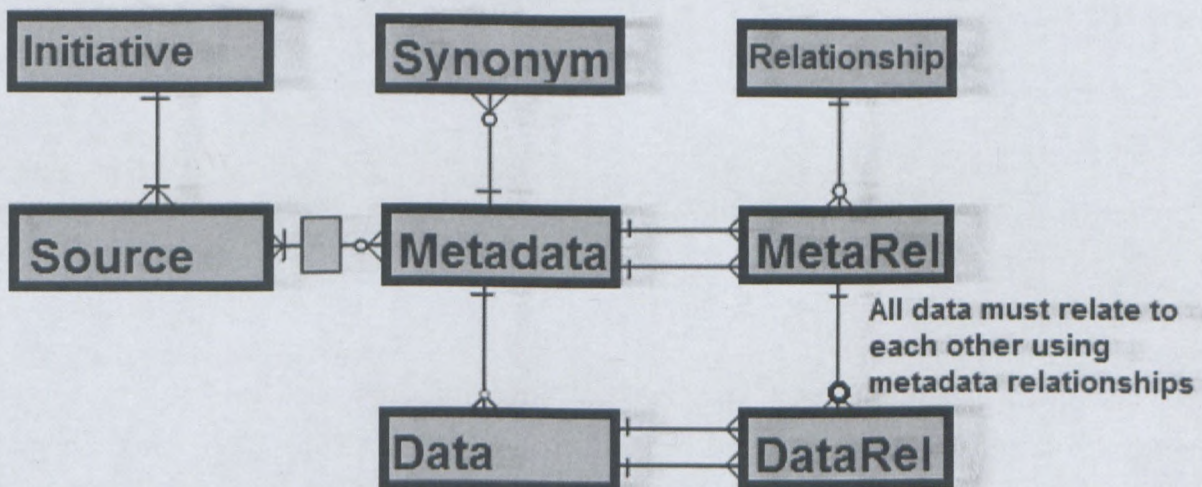 Initiative
Synonym
Relationship
Source
Metadata
MetaRel
All data must relate to
each other using
metadata relationships
Data
DataRel